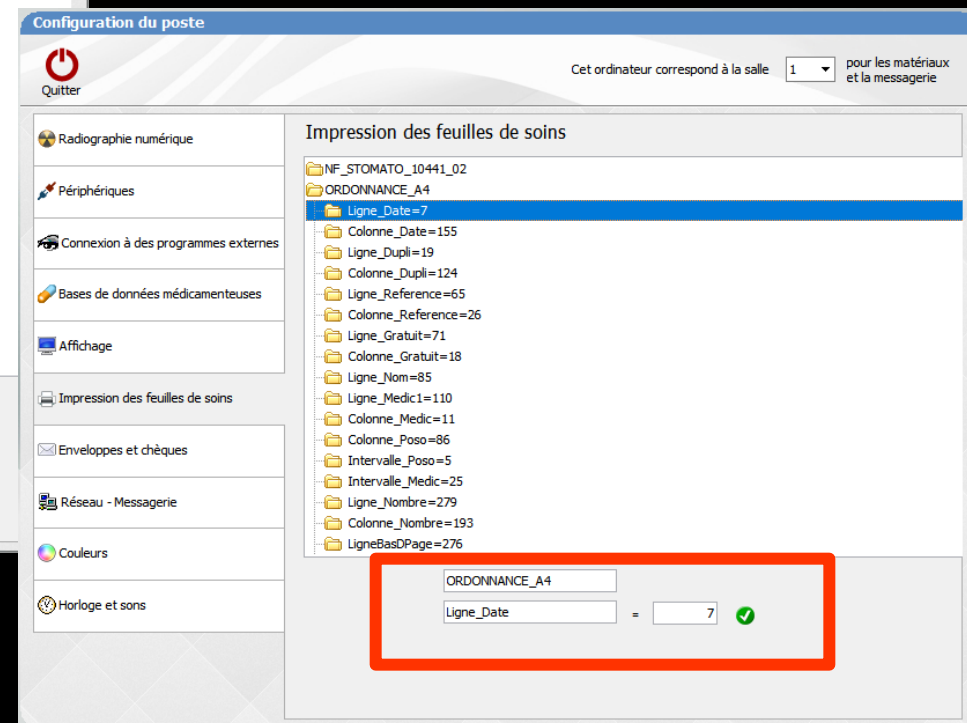 Configuration du poste
Quitter
Cet ordinateur correspond à la salle 1 pour les matériaux
et la messagerie
Radiographie numérique
Périphériques
Connexion à des programmes externes
Bases de données médicamenteuses
Affichage
Impression des feuilles de soins
Enveloppes et chèques
Réseau - Messagerie
Couleurs
Horloge et sons
Impression des feuilles de soins
NF_STOMATO_10441_02
ORDONNANCE_A4
Ligne_Date=7
Colonne_Date=155
Ligne_Dupli=19
Colonne_Dupli=124
Ligne_Reference=65
Colonne_Reference=26
Ligne_Gratuit=71
Colonne_Gratuit=18
Ligne_Nom=85
Ligne_Medic1=110
Colonne_Medic=11
Colonne_Poso=86
Intervalle_Poso=5
Intervalle_Medic=25
Ligne_Nombre=279
Colonne_Nombre=193
LigneBasDPage=276
ORDONNANCE_A4
Ligne_Date = 7